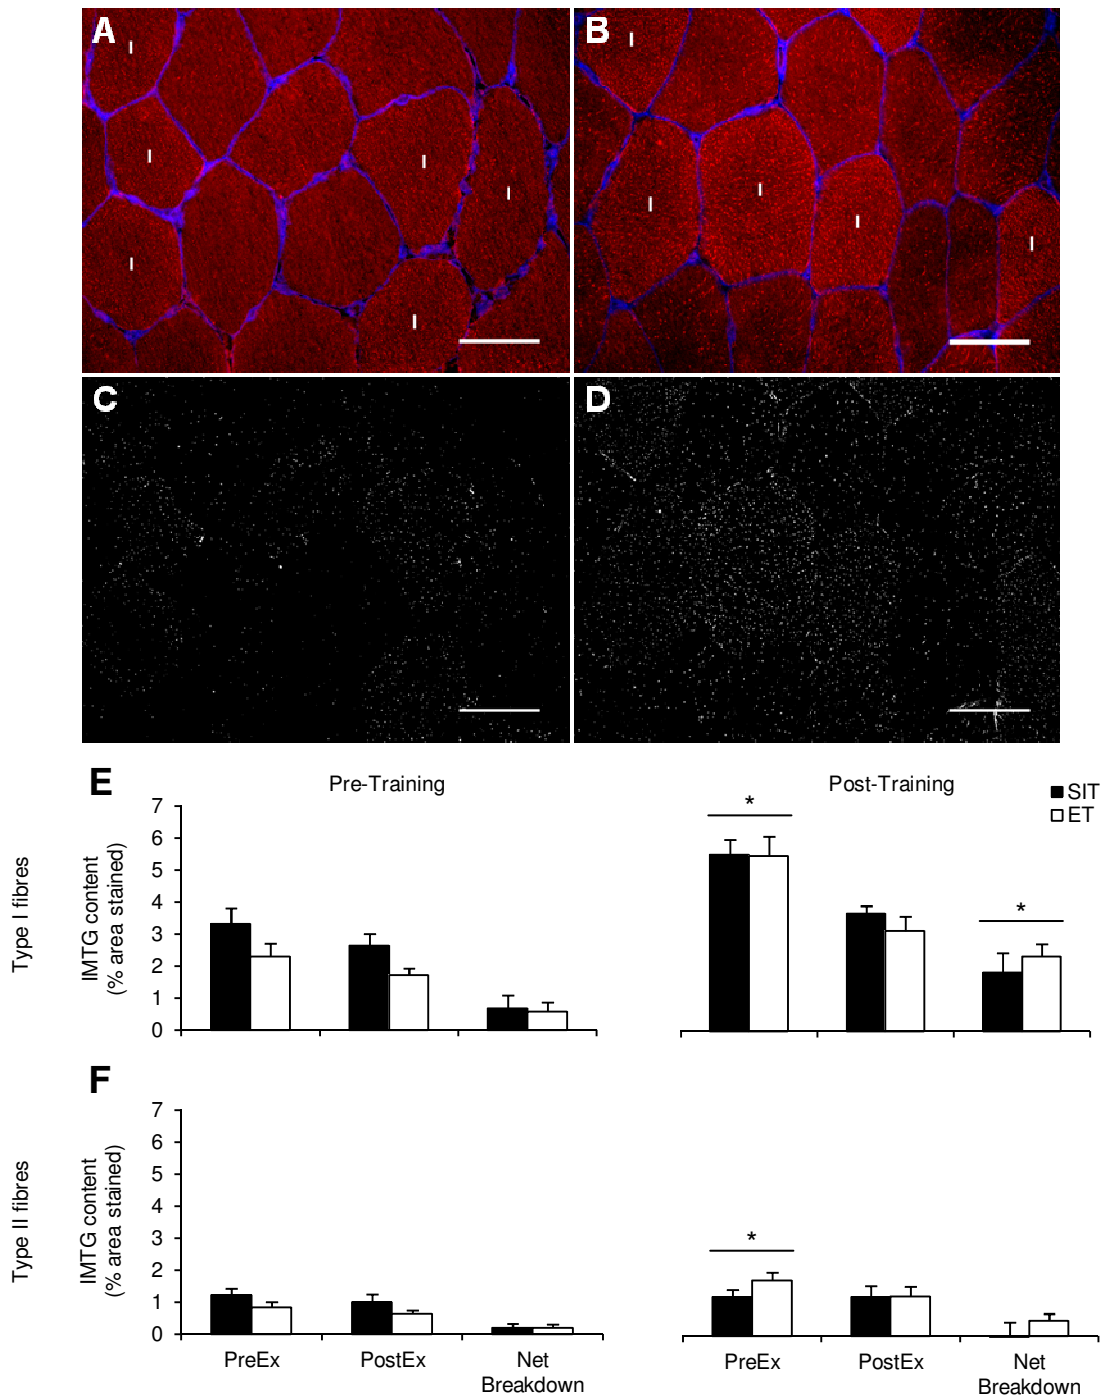 A
I
I
I
I
I
I
B
I
I
I
I
I
C
D
E
Pre-Training
Post-Training
SIT
ET
Type I fibres
IMTG content
(% area stained)
7
6
5
4
3
2
1
0
*
*
F
Type II fibres
IMTG content
(% area stained)
7
6
5
4
3
2
1
0
*
PreEx
PostEx
Net
Breakdown
PreEx
PostEx
Net
Breakdown